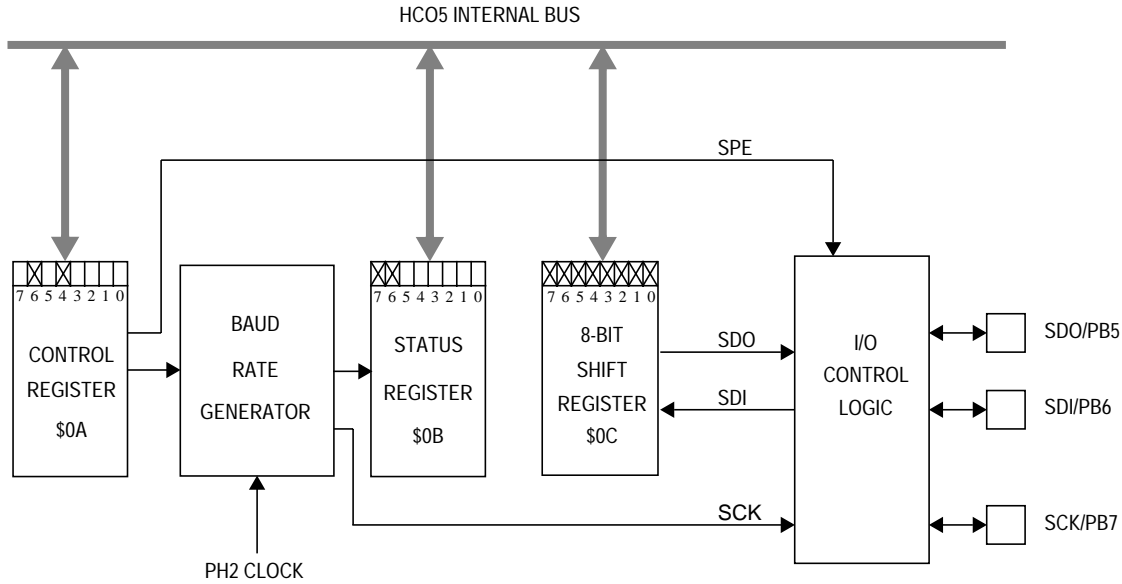 HCO5 INTERNAL BUS
SPE
7 6 5 4 3 2 1 0
CONTROL
REGISTER
$0A
BAUD
RATE
GENERATOR
7 6 5 4 3 2 1 0
STATUS
REGISTER
$0B
7 6 5 4 3 2 1 0
8-BIT
SHIFT
REGISTER
$0C
SDO
SDI
SCK
I/O
CONTROL
LOGIC
SDO/PB5
SDI/PB6
SCK/PB7
PH2 CLOCK